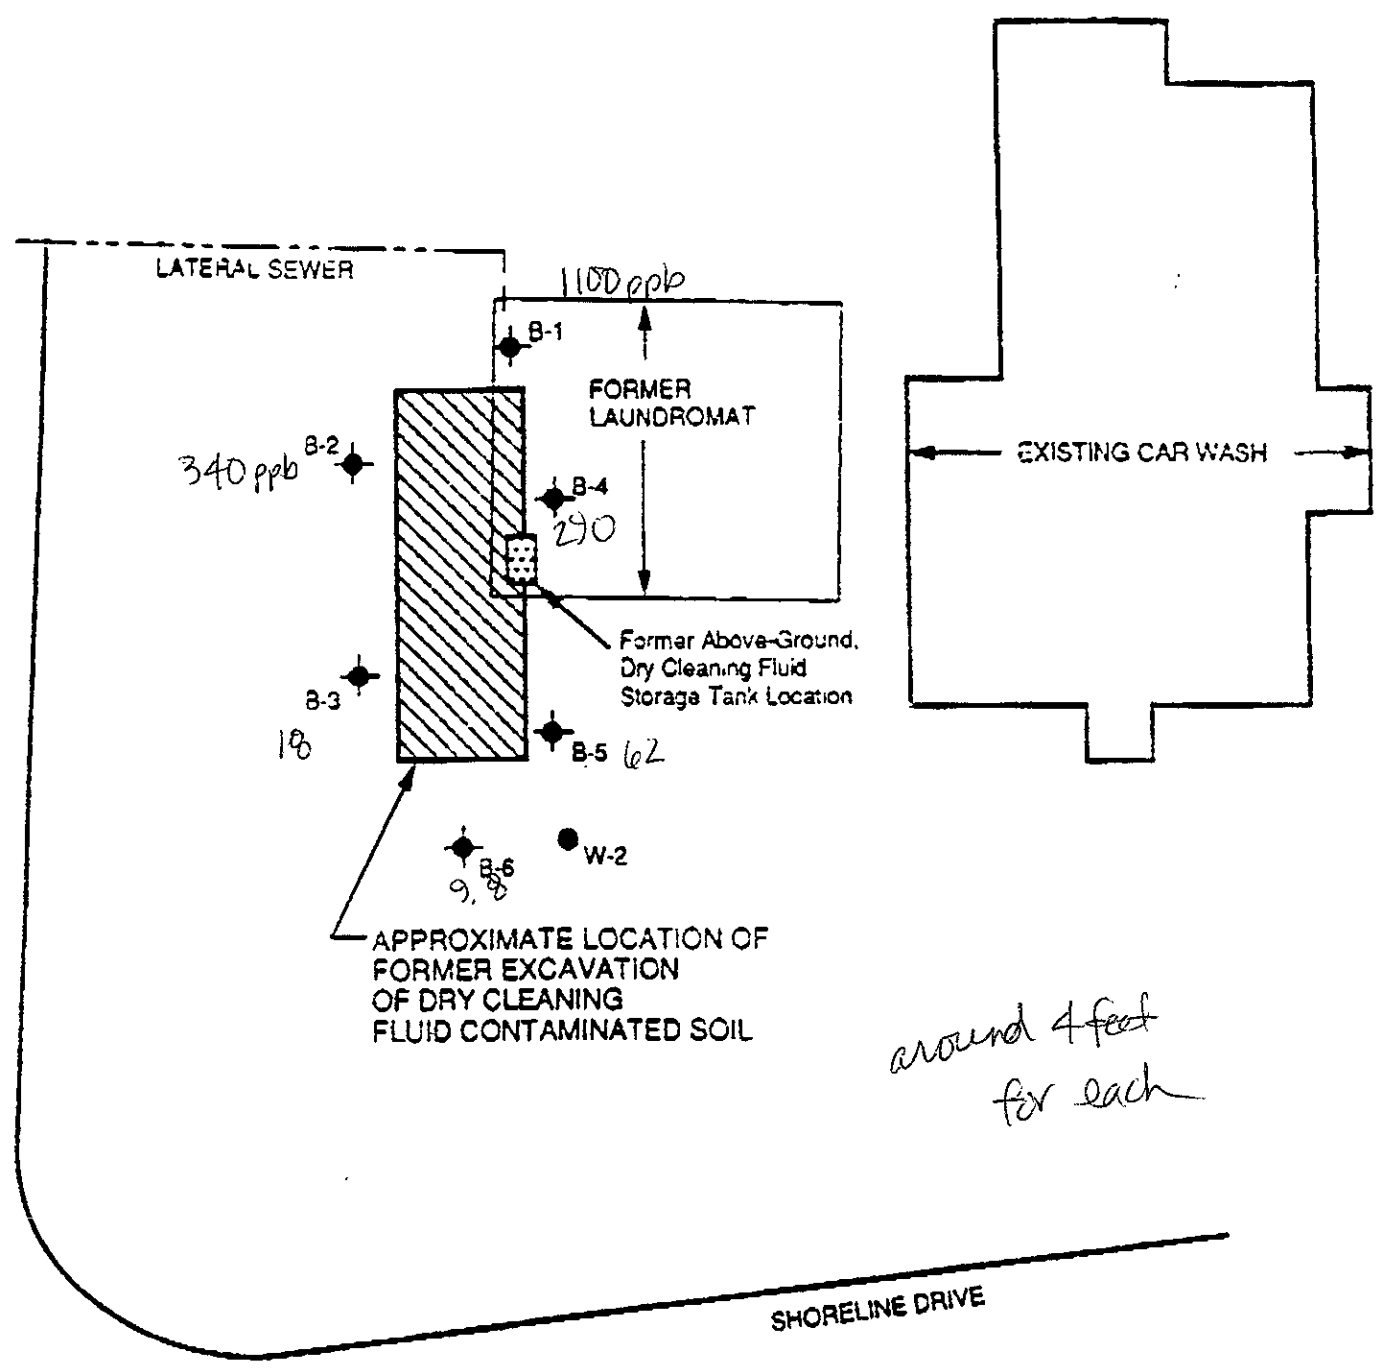 LATERAL SEWER
1100 ppb
B-1
FORMER
LAUNDROMAT
B-2
340 ppb
EXISTING CAR WASH
B-4
290
Former Above-Ground,
Dry Cleaning Fluid
Storage Tank Location
B-3
18
B-5 62
W-2
B-6
9.8
APPROXIMATE LOCATION OF
FORMER EXCAVATION
OF DRY CLEANING
FLUID CONTAMINATED SOIL
around 4 feet
for each
SHORELINE DRIVE